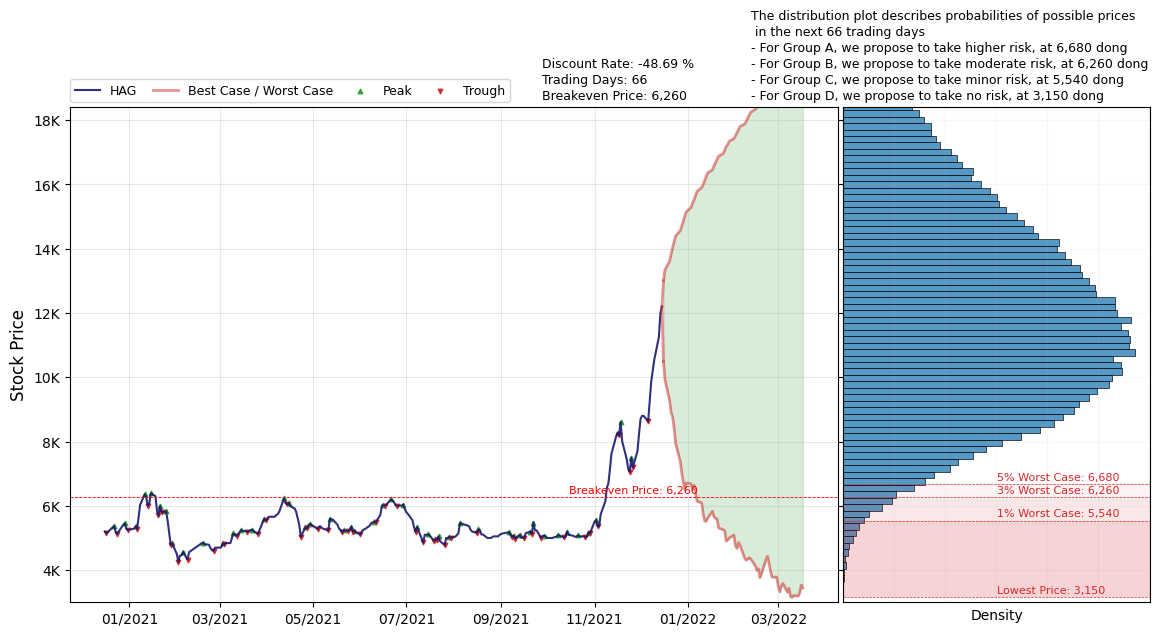 The distribution plot describes probabilities of possible prices
in the next 66 trading days
- For Group A, we propose to take higher risk, at 6,680 dong
- For Group B, we propose to take moderate risk, at 6,260 dong
- For Group C, we propose to take minor risk, at 5,540 dong
- For Group D, we propose to take no risk, at 3,150 dong
Discount Rate: -48.69 %
Trading Days: 66
Breakeven Price: 6,260
HAG
Best Case / Worst Case
Peak
Trough
Stock Price
18K
16K
14K
12K
10K
8K
6K
4K
Breakeven Price: 6,260
01/2021
03/2021
05/2021
07/2021
09/2021
11/2021
01/2022
03/2022
5% Worst Case: 6,680
3% Worst Case: 6,260
1% Worst Case: 5,540
Lowest Price: 3,150
Density